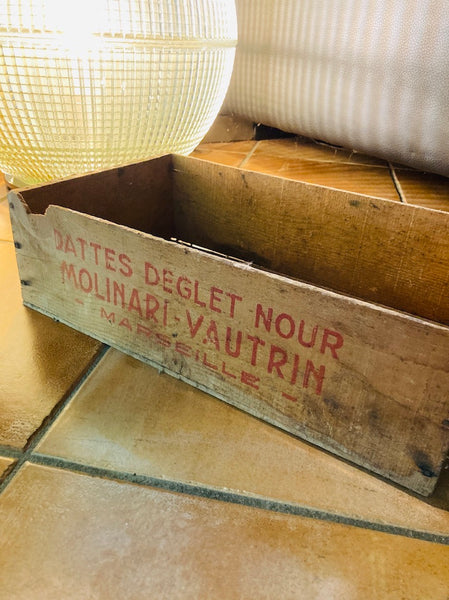 DATTES DEGLET NOUR
MOLINARI-VAUTRIN
- MARSEILLE -